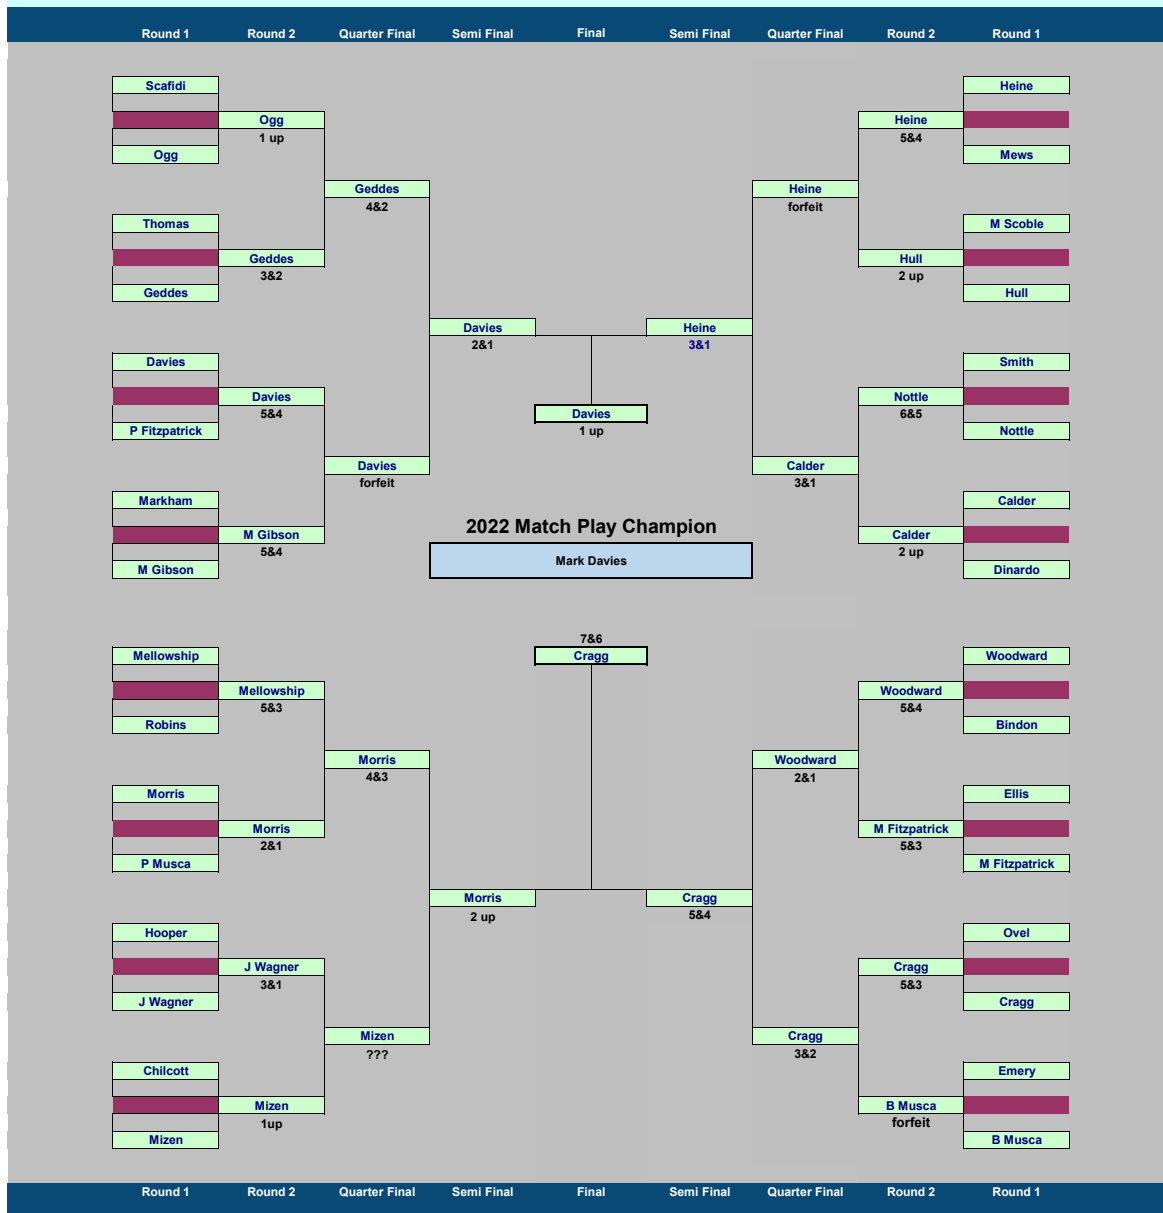 Round 1 Round 2 Quarter Final Semi Final Final Semi Final Quarter Final Round 2 Round 1
Scafidi Heine
Ogg Heine
1 up 5&4
Ogg Mews
Geddes Heine
4&2 forfeit
Thomas M Scoble
Geddes Hull
3&2 2 up
Geddes Hull
Davies Heine
2&1 3&1
Davies Smith
Davies Nottle
5&4 6&5
Davies
P Fitzpatrick 1 up Nottle
Davies Calder
forfeit 3&1
Markham Calder
2022 Match Play Champion
M Gibson Calder
5&4 2 up
Mark Davies
M Gibson Dinardo
7&6
Mellowship Cragg Woodward
Mellowship Woodward
5&3 5&4
Robins Bindon
Morris Woodward
4&3 2&1
Morris Ellis
Morris M Fitzpatrick
2&1 5&3
P Musca M Fitzpatrick
Morris Cragg
2 up 5&4
Hooper Ovel
J Wagner Cragg
3&1 5&3
J Wagner Cragg
Mizen Cragg
??? 3&2
Chilcott Emery
Mizen B Musca
1up forfeit
Mizen B Musca
Round 1 Round 2 Quarter Final Semi Final Final Semi Final Quarter Final Round 2 Round 1